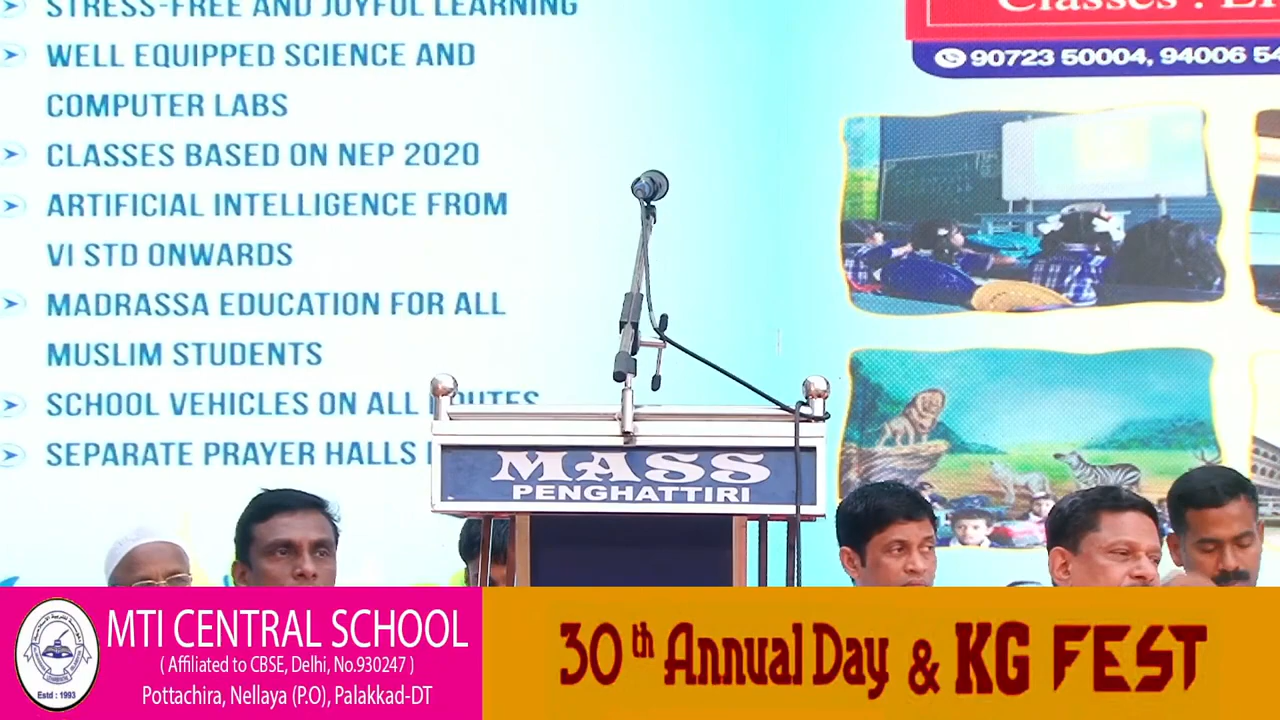 STRESS-FREE AND JOYFUL LEARNING
WELL EQUIPPED SCIENCE AND
COMPUTER LABS
CLASSES BASED ON NEP 2020
ARTIFICIAL INTELLIGENCE FROM
VI STD ONWARDS
MADRASSA EDUCATION FOR ALL
MUSLIM STUDENTS
SCHOOL VEHICLES ON ALL ROUTES
SEPARATE PRAYER HALLS
Classes :
90723 50004, 94006 54
MASS
PENGHATTIRI
MTI CENTRAL SCHOOL
( Affiliated to CBSE, Delhi, No.930247 )
Pottachira, Nellaya (P.O), Palakkad-DT
Estd : 1993
30th Annual Day & KG FEST